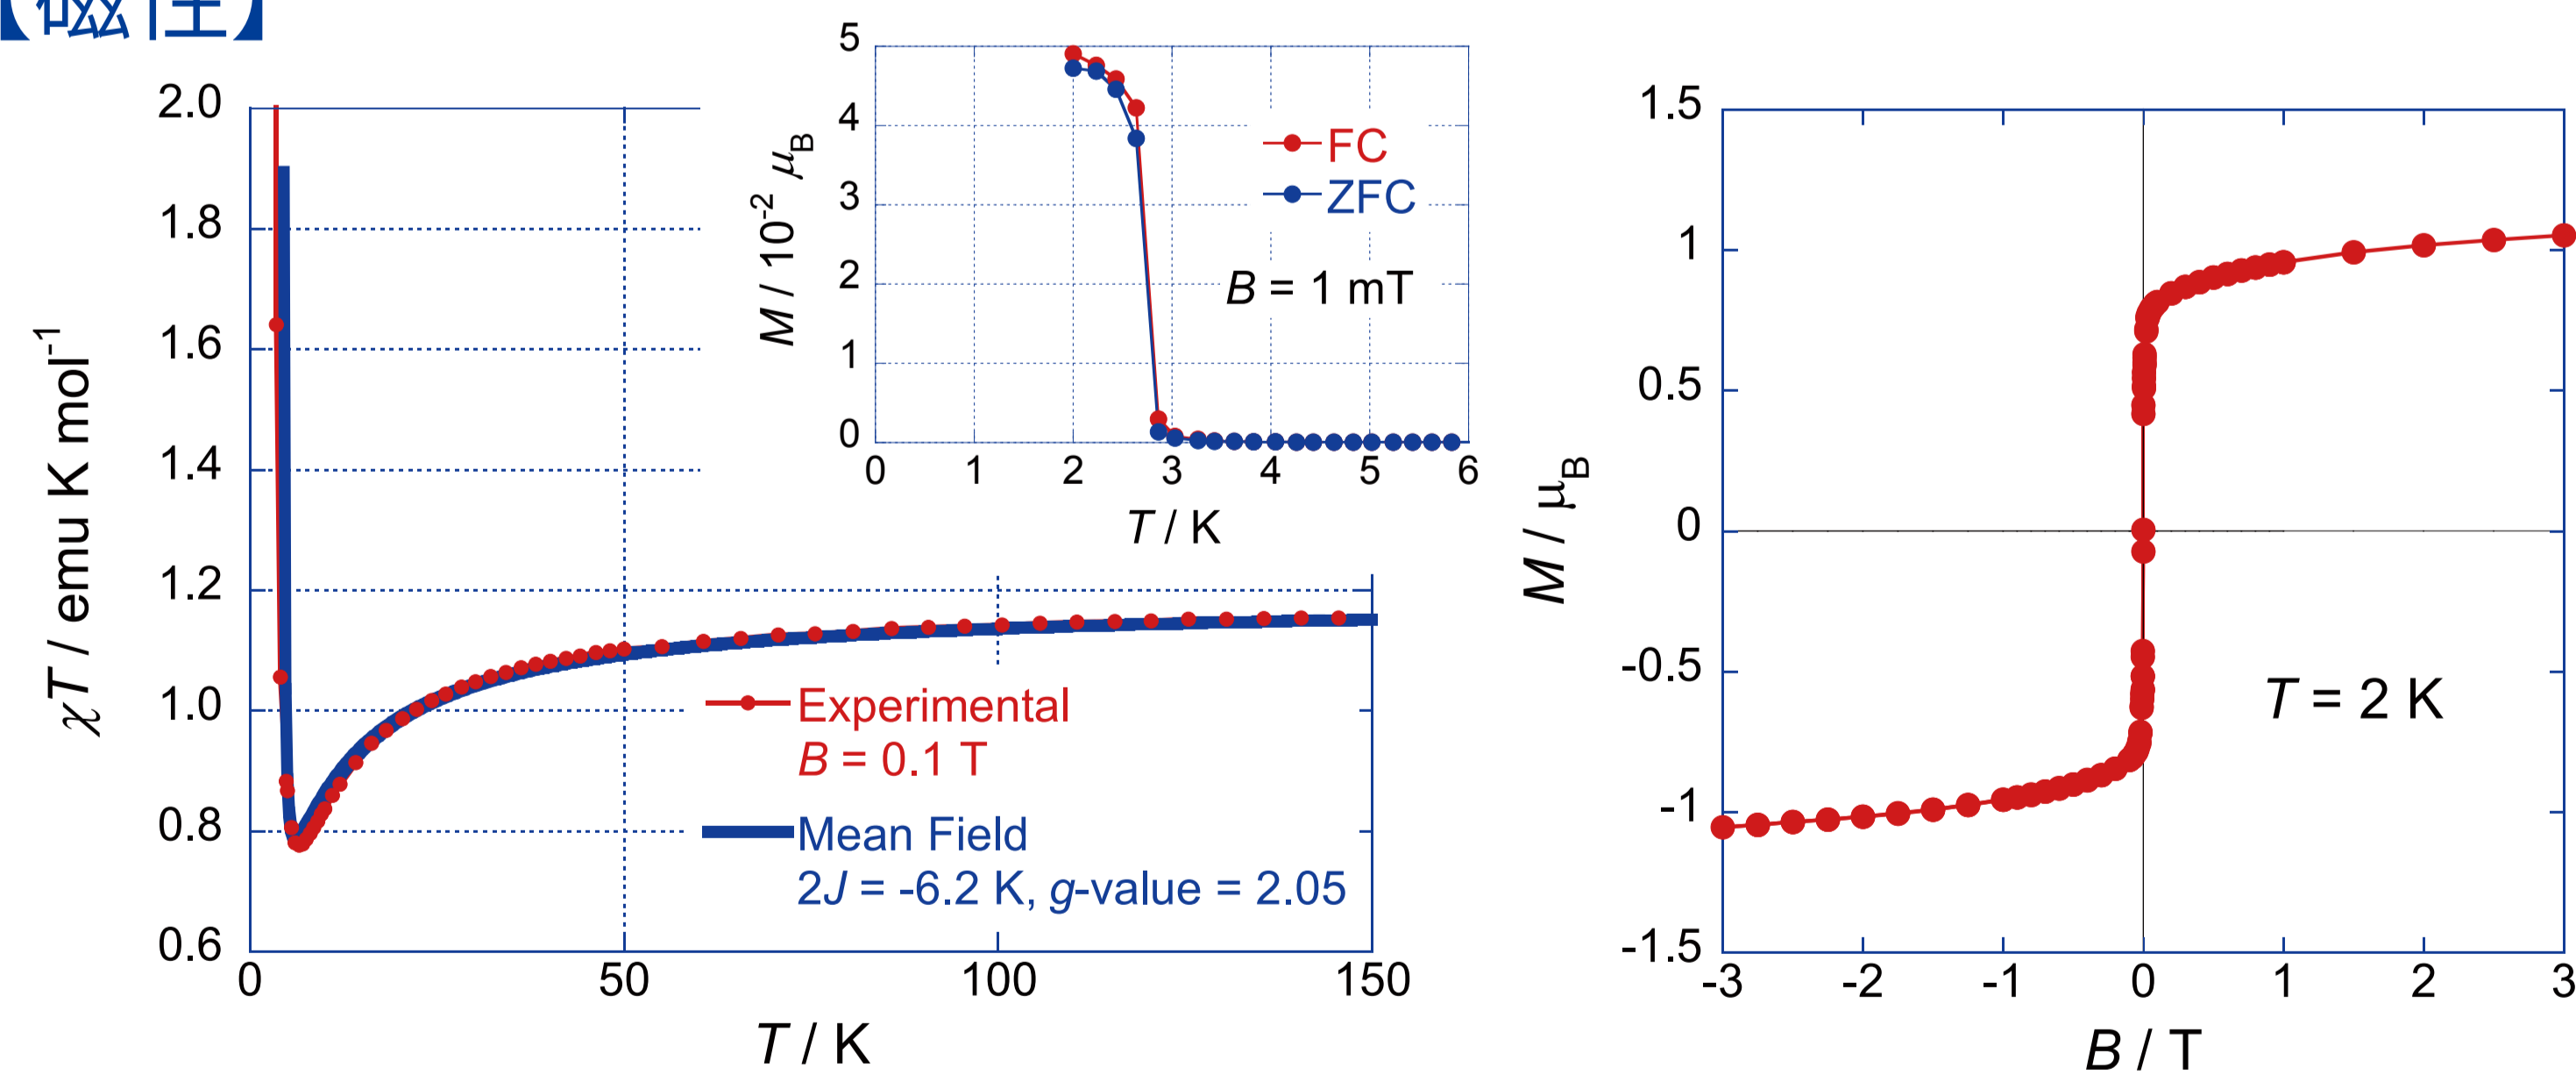 【磁性】
2.0
1.8
1.6
1.4
1.2
1.0
0.8
0.6
χT / emu K mol-1
0
50
100
150
T / K
Experimental
B = 0.1 T
Mean Field
2J = -6.2 K, g-value = 2.05
5
4
3
2
1
0
M / 10-2 μB
FC
ZFC
B = 1 mT
0
1
2
3
4
5
6
T / K
1.5
1
0.5
0
-0.5
-1
-1.5
M / μB
T = 2 K
-3
-2
-1
0
1
2
3
B / T